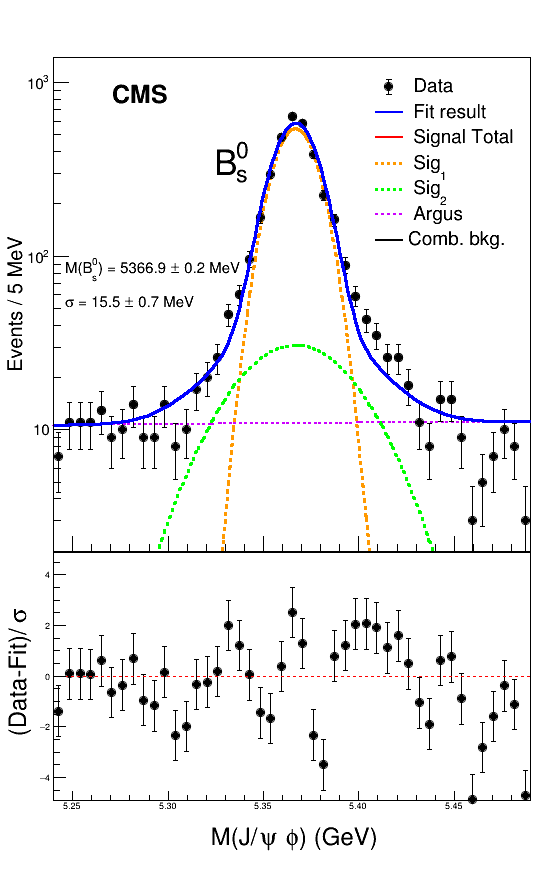 CMS
B⁰ₛ
Data
Fit result
Signal Total
Sig₁
Sig₂
Argus
Comb. bkg.
M(B⁰ₛ) = 5366.9 ± 0.2 MeV
σ = 15.5 ± 0.7 MeV
Events / 5 MeV
10³
10²
10
(Data-Fit)/ σ
4
2
0
−2
−4
5.25 5.30 5.35 5.40 5.45
M(J/ψ φ) (GeV)